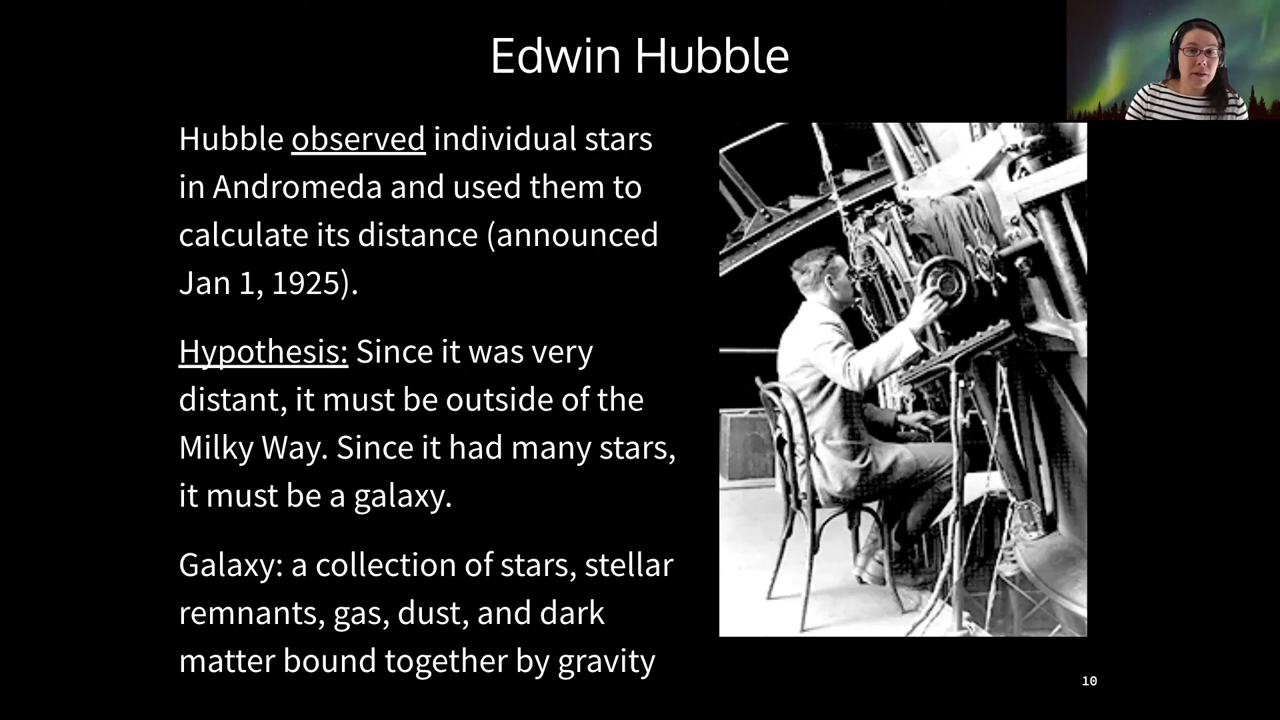 Edwin Hubble
Hubble observed individual stars
in Andromeda and used them to
calculate its distance (announced
Jan 1, 1925).
Hypothesis: Since it was very
distant, it must be outside of the
Milky Way. Since it had many stars,
it must be a galaxy.
Galaxy: a collection of stars, stellar
remnants, gas, dust, and dark
matter bound together by gravity
10